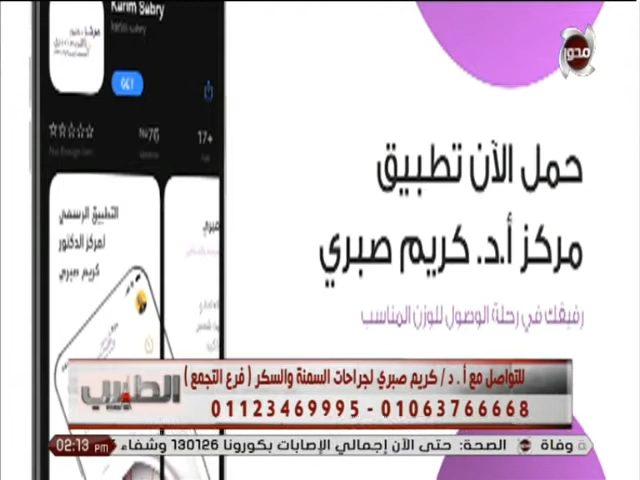 Karim Sabry
محور
GET
17+
حمل الآن تطبيق
مركز أ.د. كريم صبري
رفيقك في رحلة الوصول للوزن المناسب
التطبيق الرسمي
لمركز الدكتور
كريم صبري
للتواصل مع أ . د / كريم صبري لجراحات السمنة والسكر ( فرع التجمع )
01123469995 - 01063766668
الطبيب
02:13 pm
وفاة الصحة: حتى الآن إجمالي الإصابات بكورونا 130126 وشفاء